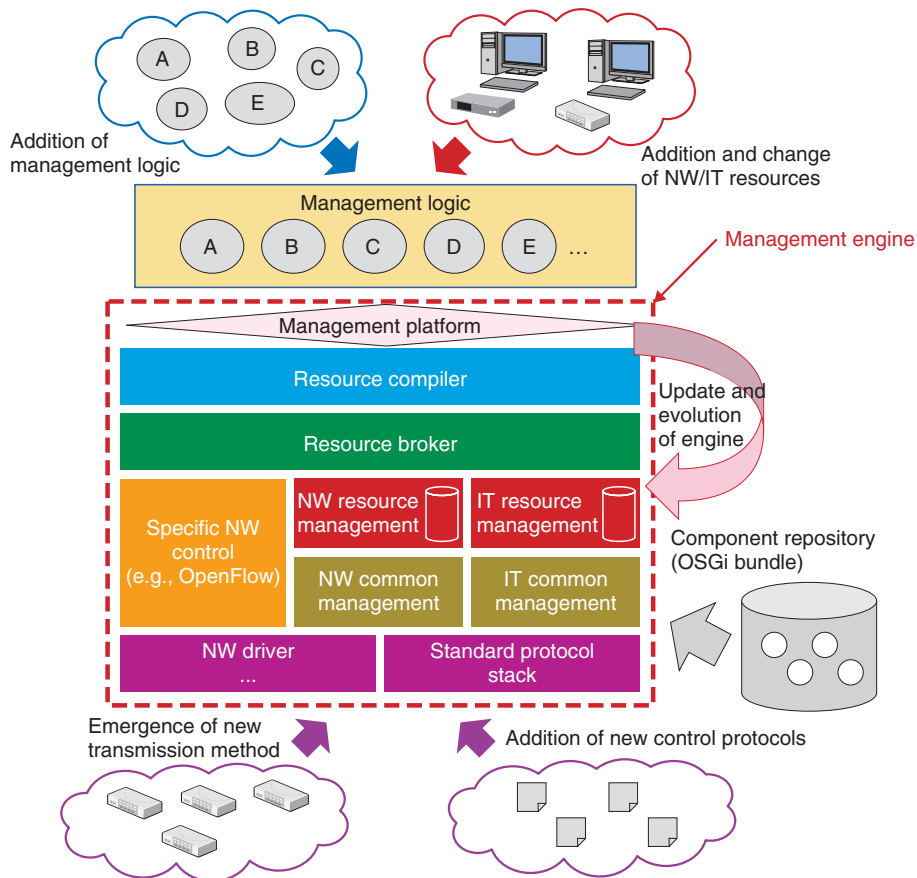 A
B
C
D
E
Addition of
management logic
Addition and change
of NW/IT resources
Management logic
A
B
C
D
E
...
Management engine
Management platform
Resource compiler
Update and
evolution
of engine
Resource broker
Specific NW
control
(e.g., OpenFlow)
NW resource
management
IT resource
management
NW common
management
IT common
management
Component repository
(OSGi bundle)
NW driver
...
Standard protocol
stack
Emergence of new
transmission method
Addition of new control protocols